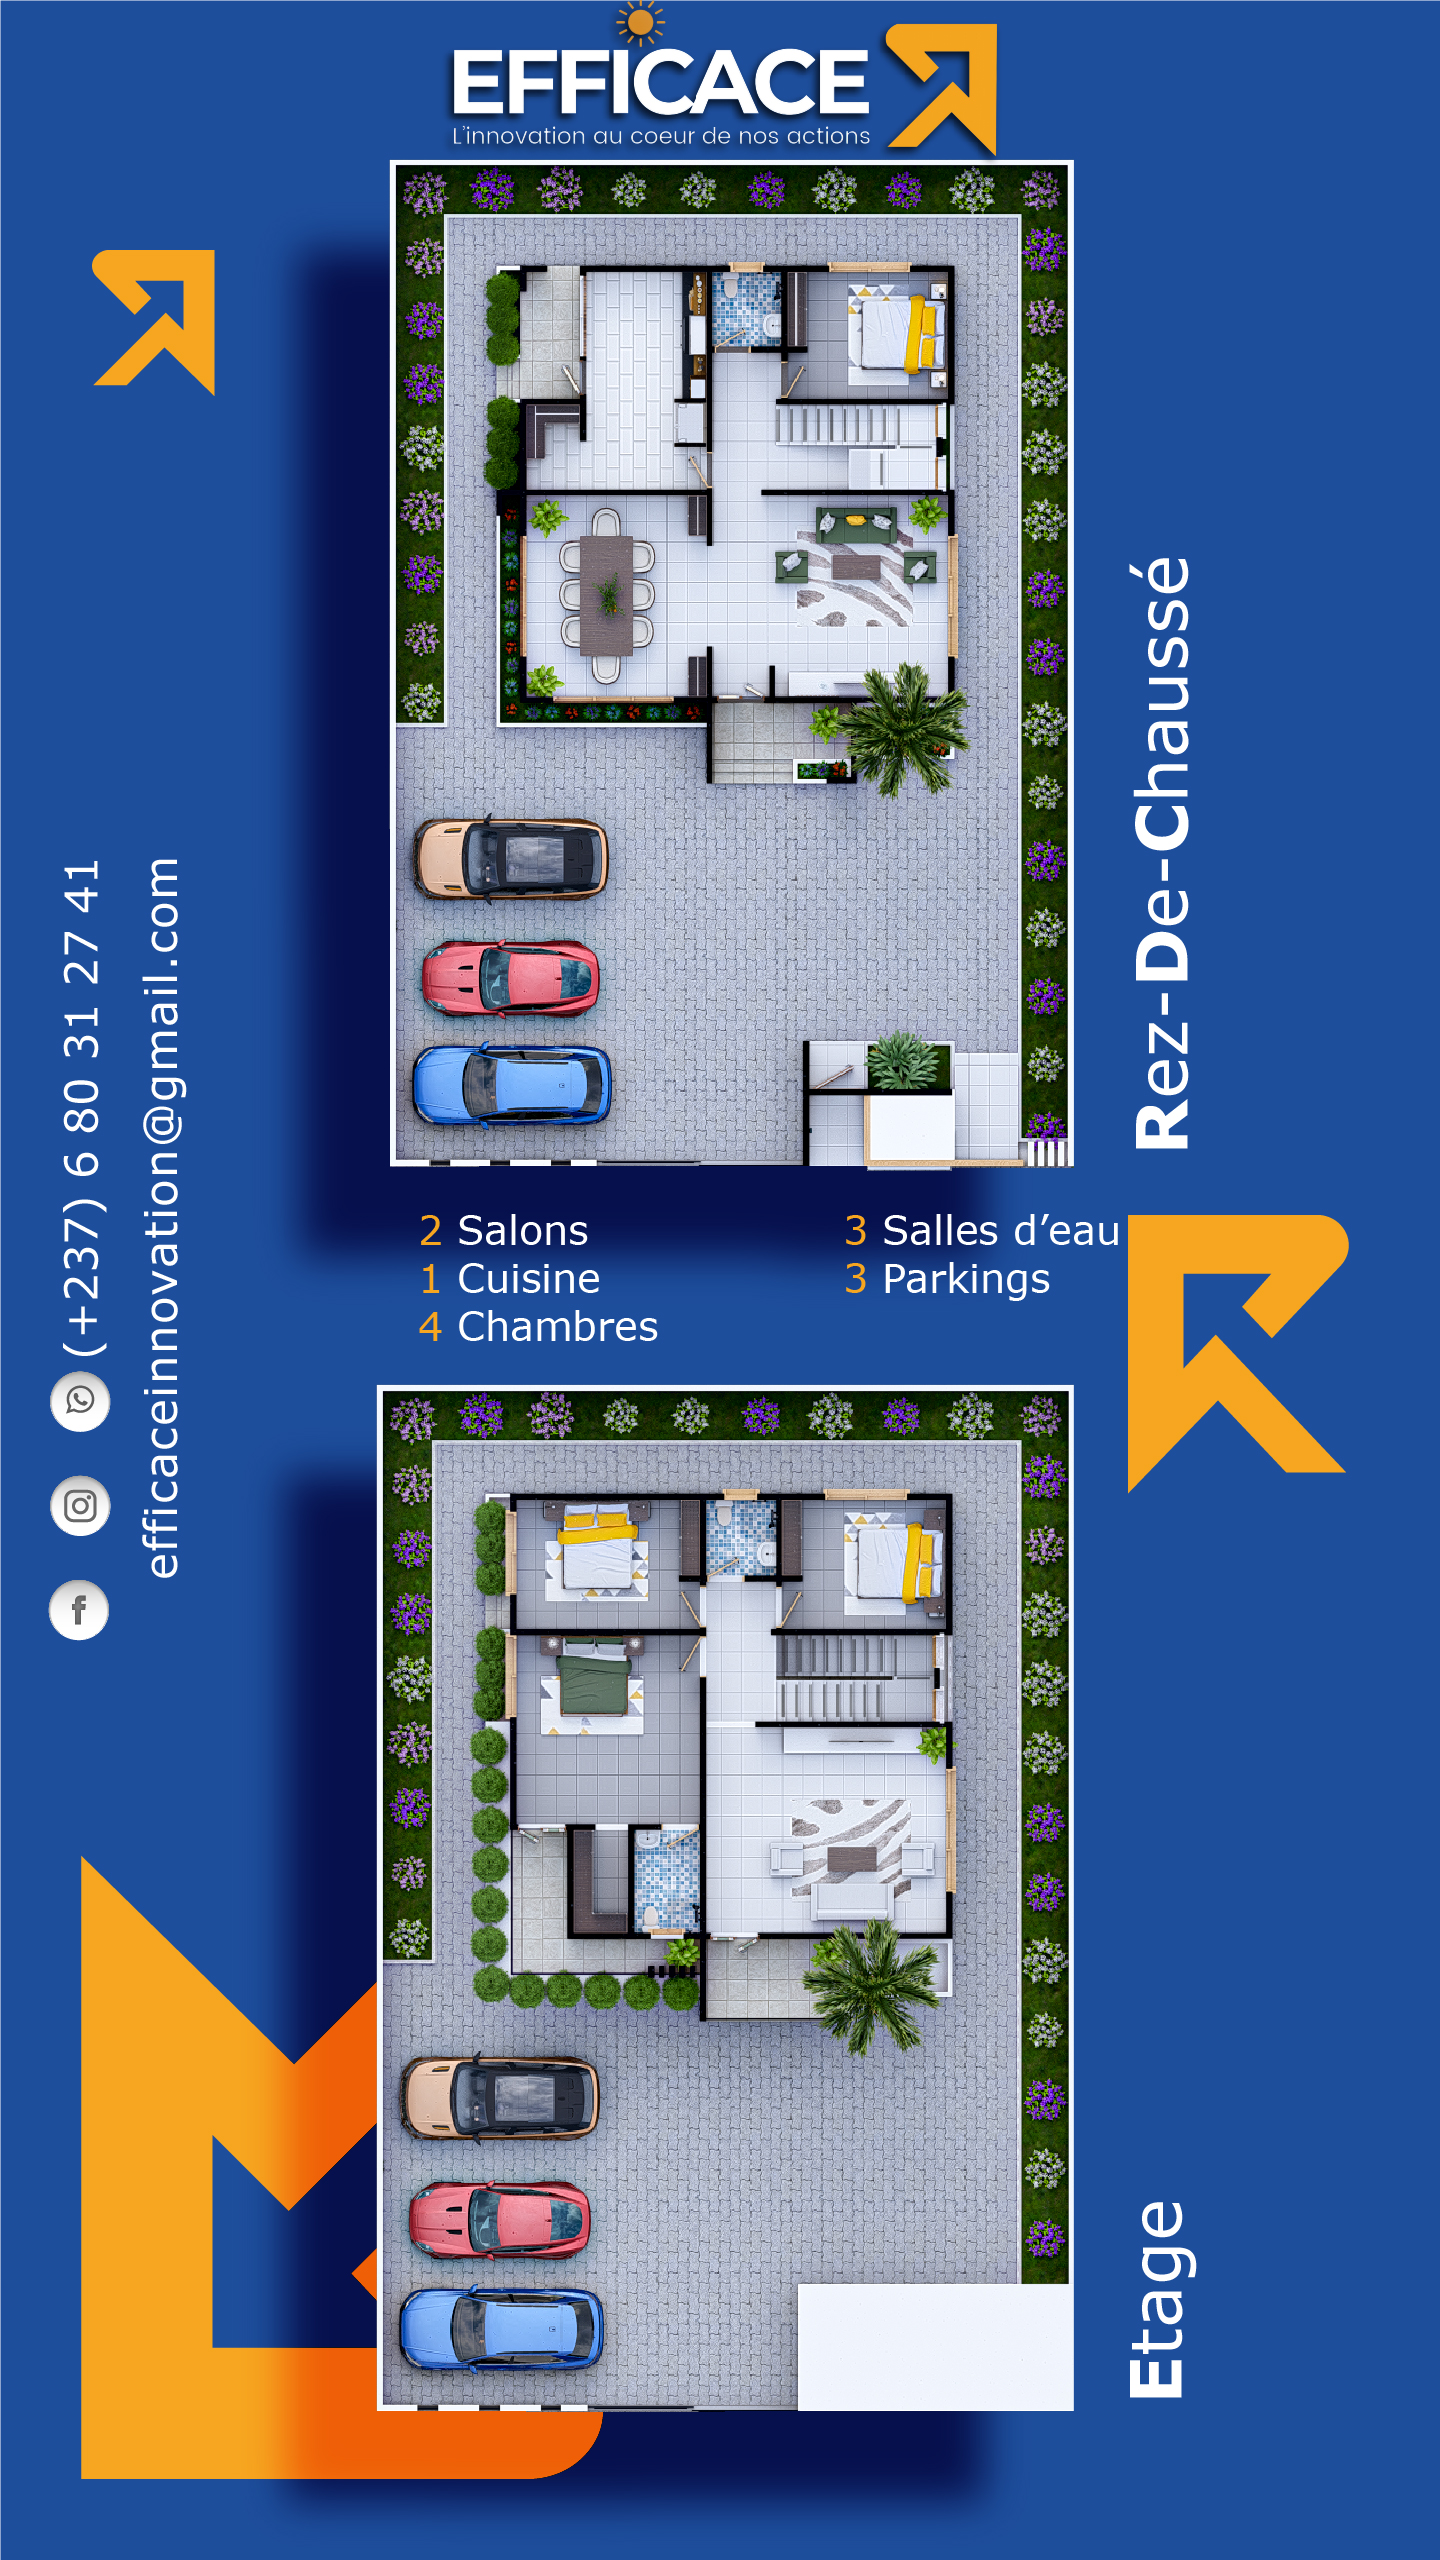 EFFICACE
L'innovation au coeur de nos actions
Rez-De-Chaussé
(+237) 6 80 31 27 41
efficaceinnovation@gmail.com
2 Salons
1 Cuisine
4 Chambres
3 Salles d’eau
3 Parkings
Etage